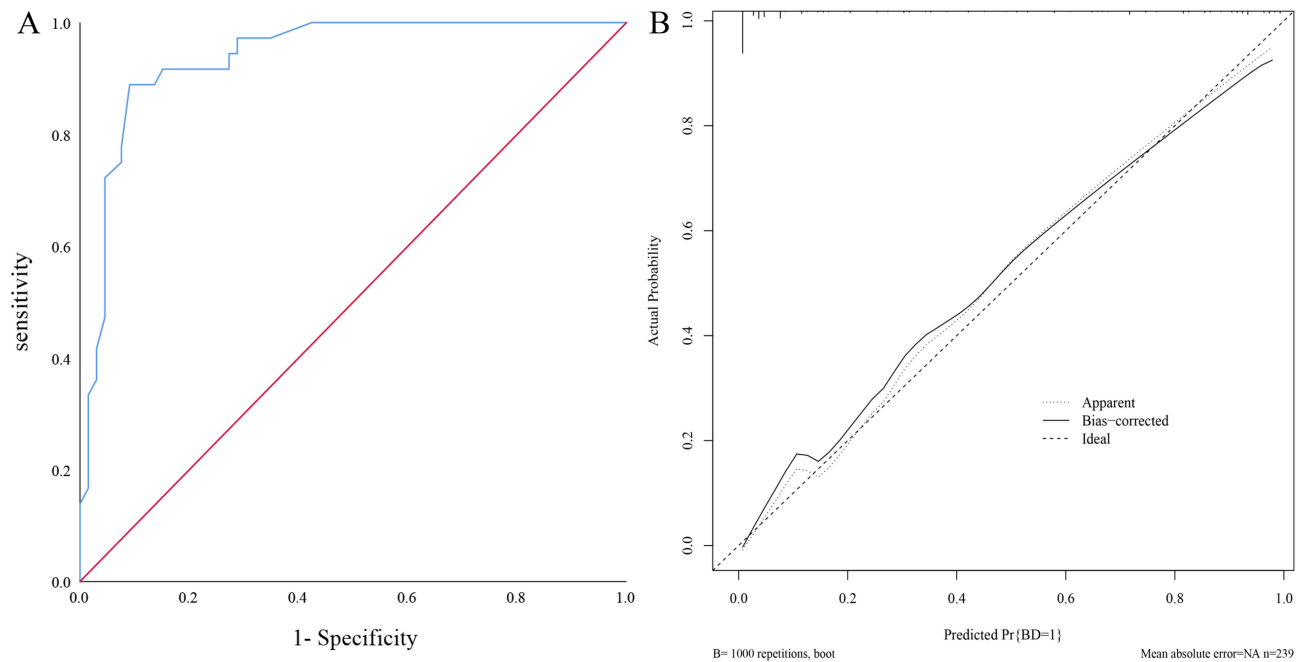 A
1.0
0.8
0.6
0.4
0.2
0.0
sensitivity
0.0 0.2 0.4 0.6 0.8 1.0
1- Specificity
B
1.0
0.8
0.6
0.4
0.2
0.0
Actual Probability
Apparent
Bias−corrected
Ideal
0.0 0.2 0.4 0.6 0.8 1.0
Predicted Pr{BD=1}
B= 1000 repetitions, boot
Mean absolute error=NA n=239